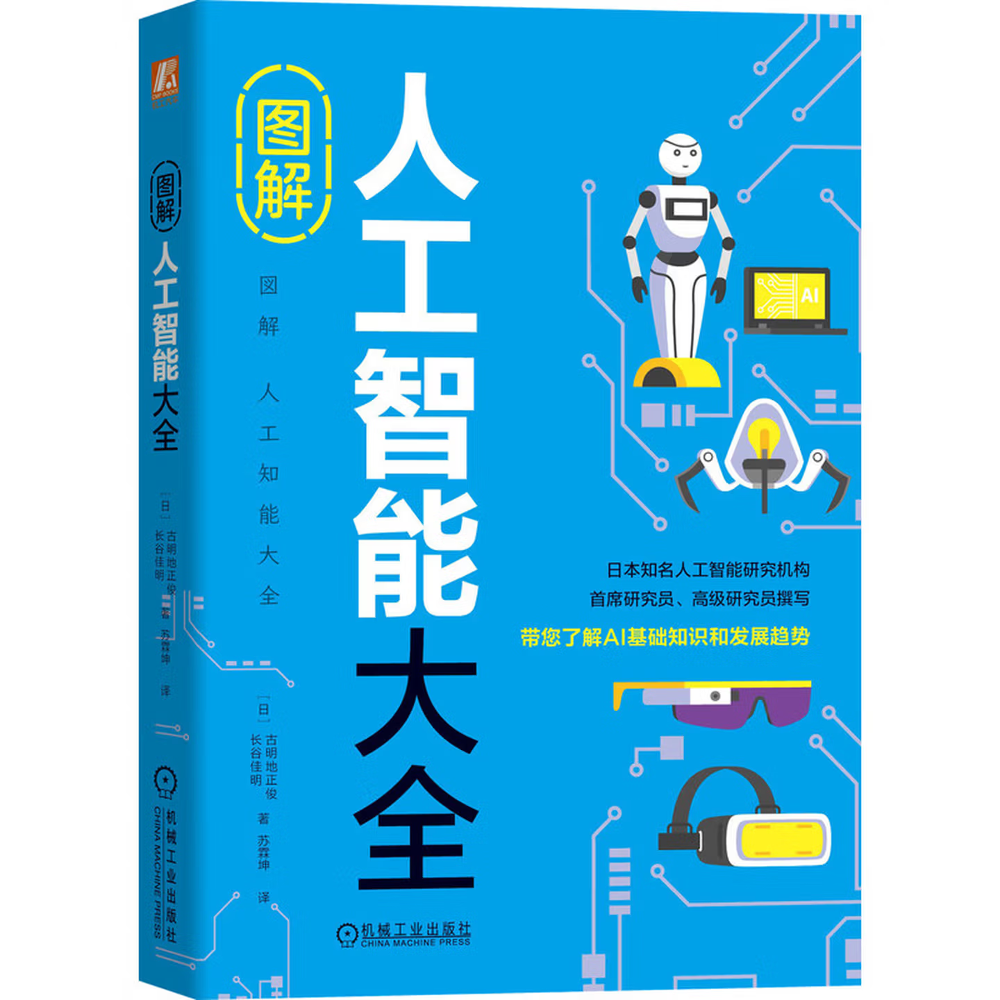 CMP BOOKS
图解
人工智能大全
[日]
古明地正俊
长谷佳明
著
苏霖坤
译
机械工业出版社
CHINA MACHINE PRESS
图解
人工智能大全
図解 人工知能大全
[日]
古明地正俊
长谷佳明
著
苏霖坤
译
机械工业出版社
CHINA MACHINE PRESS
AI
日本知名人工智能研究机构
首席研究员、高级研究员撰写
带您了解AI基础知识和发展趋势